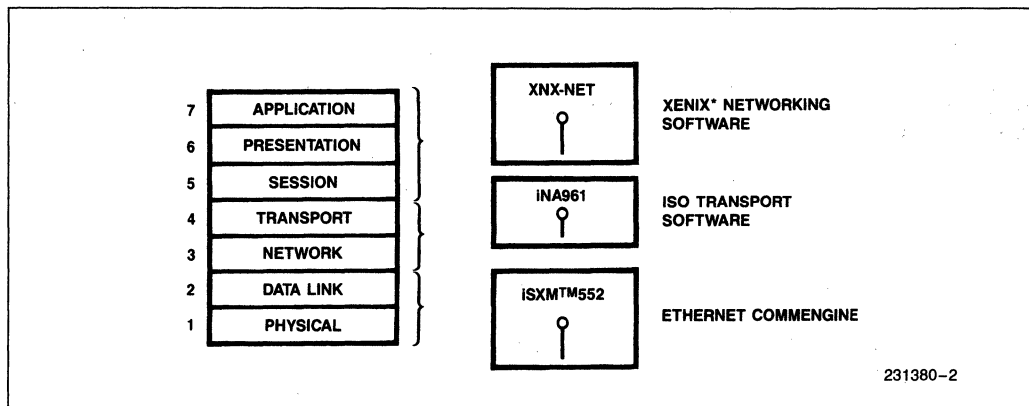 7 APPLICATION
6 PRESENTATION
5 SESSION
4 TRANSPORT
3 NETWORK
2 DATA LINK
1 PHYSICAL
XNX-NET
XENIX* NETWORKING
SOFTWARE
iNA961
ISO TRANSPORT
SOFTWARE
iSXM™552
ETHERNET COMMENGINE
231380-2